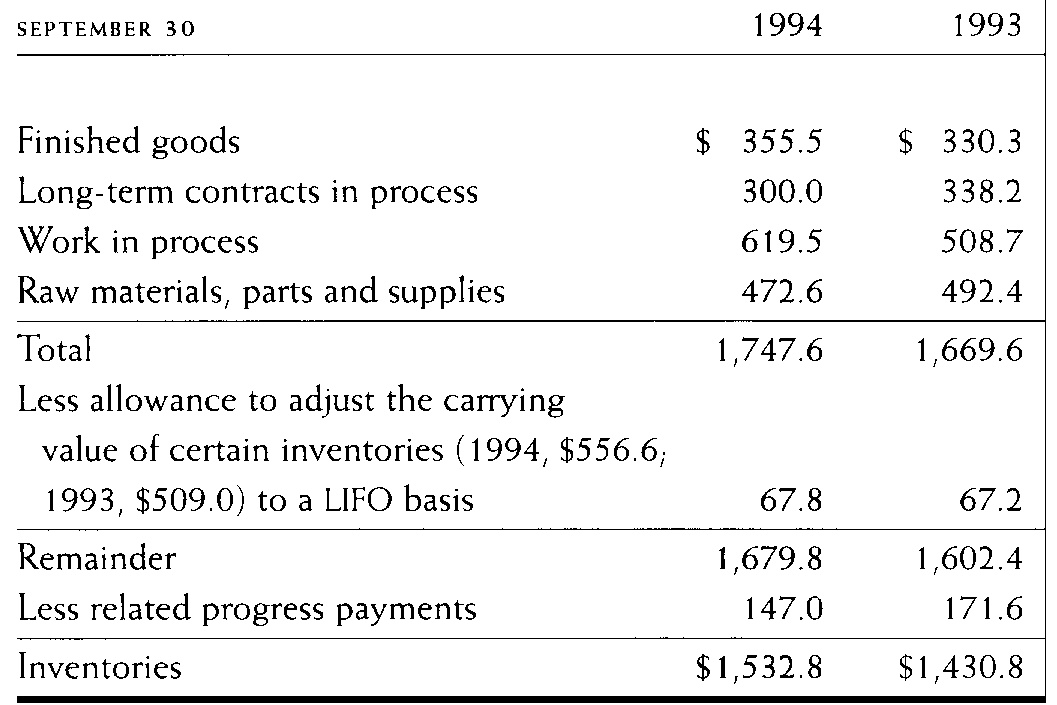 SEPTEMBER 30 1994 1993
Finished goods $ 355.5 $ 330.3
Long-term contracts in process 300.0 338.2
Work in process 619.5 508.7
Raw materials, parts and supplies 472.6 492.4
Total 1,747.6 1,669.6
Less allowance to adjust the carrying
value of certain inventories (1994, $556.6;
1993, $509.0) to a LIFO basis 67.8 67.2
Remainder 1,679.8 1,602.4
Less related progress payments 147.0 171.6
Inventories $1,532.8 $1,430.8